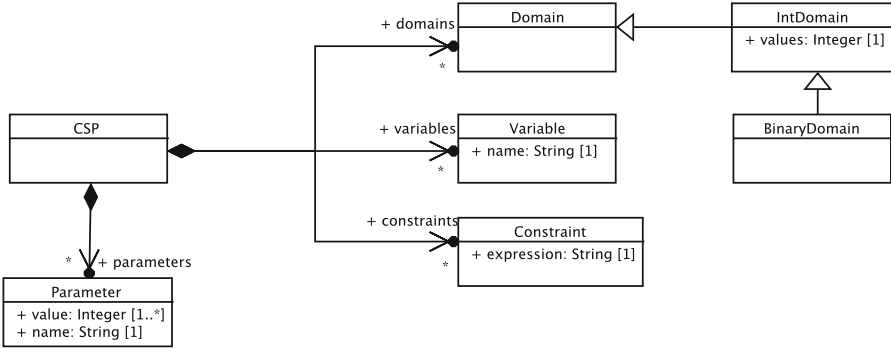 + domains
*
Domain
IntDomain
+ values: Integer [1]
CSP
+ variables
*
Variable
+ name: String [1]
BinaryDomain
+ constraints
*
Constraint
+ expression: String [1]
*
+ parameters
Parameter
+ value: Integer [1..*]
+ name: String [1]